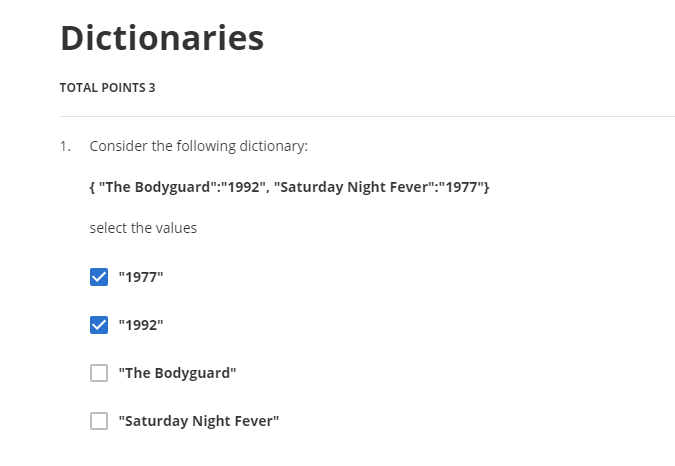 Dictionaries
TOTAL POINTS 3
1. Consider the following dictionary:
{ "The Bodyguard":"1992", "Saturday Night Fever":"1977"}
select the values
"1977"
"1992"
"The Bodyguard"
"Saturday Night Fever"